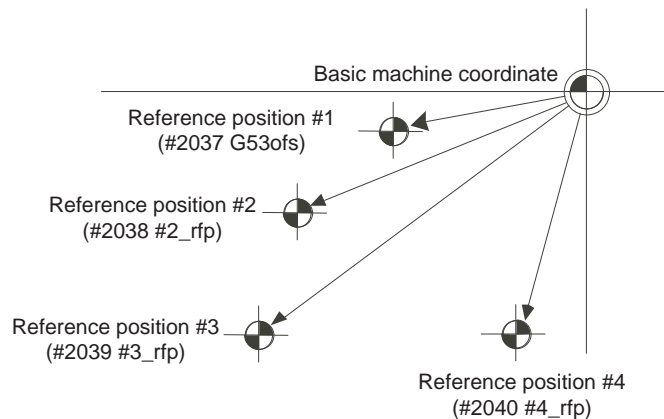 Basic machine coordinate
Reference position #1
(#2037 G53ofs)
Reference position #2
(#2038 #2_rfp)
Reference position #3
(#2039 #3_rfp)
Reference position #4
(#2040 #4_rfp)